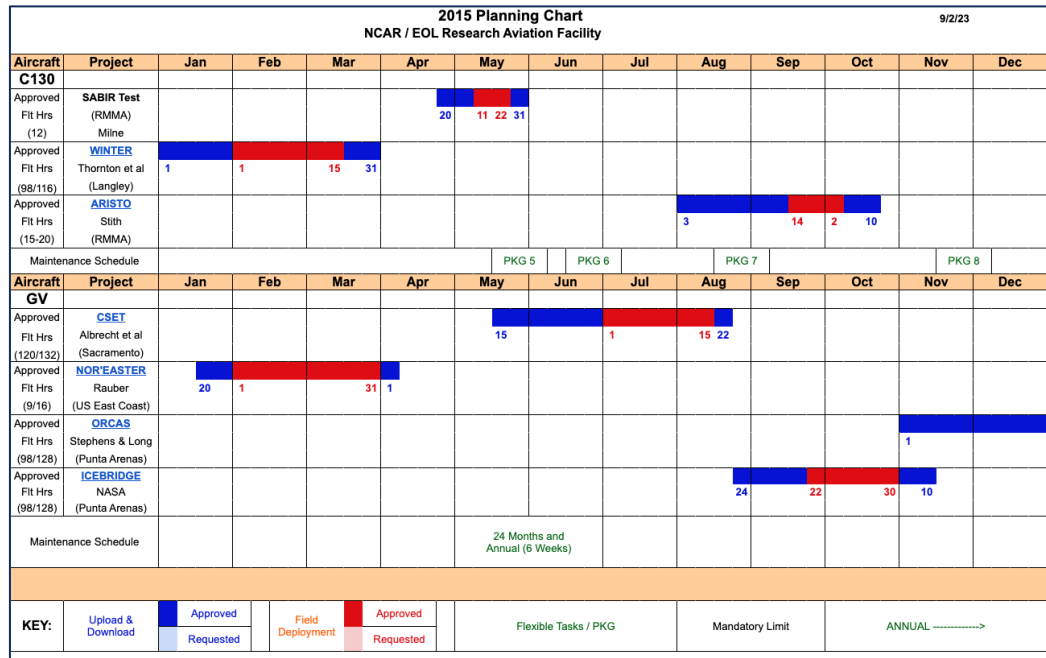 2015 Planning Chart 9/2/23
NCAR / EOL Research Aviation Facility
Aircraft Project Jan Feb Mar Apr May Jun Jul Aug Sep Oct Nov Dec
C130
Approved SABIR Test
Flt Hrs (RMMA) 20 11 22 31
(12) Milne
Approved WINTER
Flt Hrs Thornton et al 1 1 15 31
(98/116) (Langley)
Approved ARISTO
Flt Hrs Stith 3 14 2 10
(15-20) (RMMA)
Maintenance Schedule PKG 5 PKG 6 PKG 7 PKG 8
Aircraft Project Jan Feb Mar Apr May Jun Jul Aug Sep Oct Nov Dec
GV
Approved CSET
Flt Hrs Albrecht et al 15 1 15 22
(120/132) (Sacramento)
Approved NOR'EASTER
Flt Hrs Rauber 20 1 31 1
(9/16) (US East Coast)
Approved ORCAS
Flt Hrs Stephens & Long 1
(98/128) (Punta Arenas)
Approved ICEBRIDGE
Flt Hrs NASA 24 22 30 10
(98/128) (Punta Arenas)
Maintenance Schedule
24 Months and
Annual (6 Weeks)
KEY:
Upload &
Download
Approved
Requested
Field
Deployment
Approved
Requested
Flexible Tasks / PKG
Mandatory Limit
ANNUAL ------------->